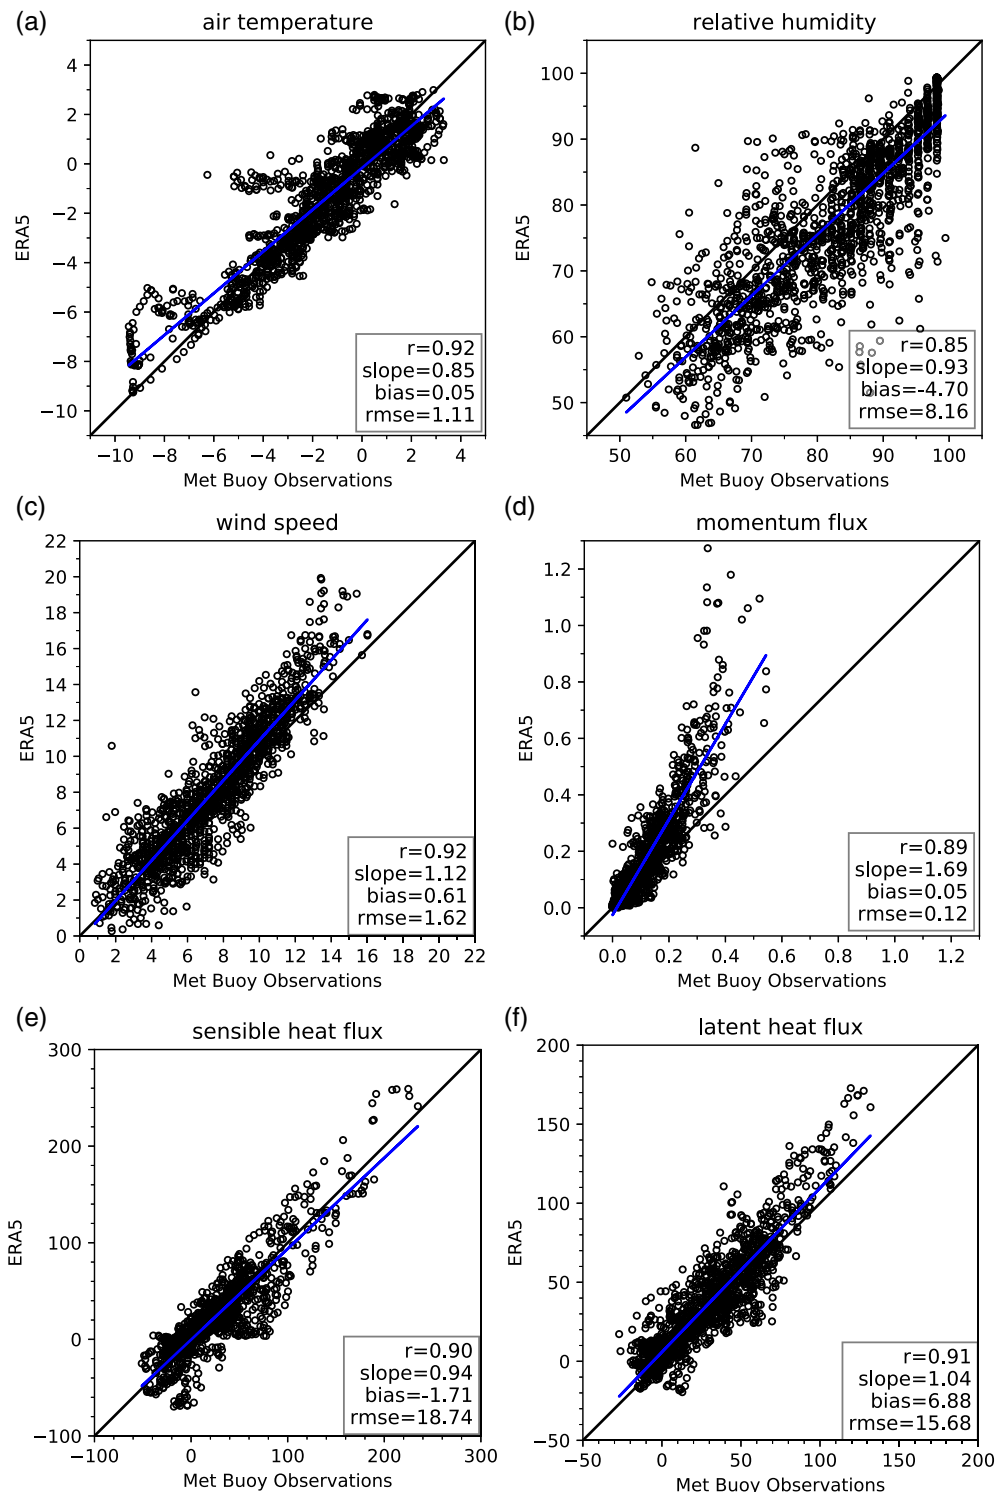 (a) air temperature
4
2
0
−2
−4
−6
−8
−10
ERA5
r=0.92
slope=0.85
bias=0.05
rmse=1.11
−10 −8 −6 −4 −2 0 2 4
Met Buoy Observations
(b) relative humidity
100
90
80
70
60
50
ERA5
r=0.85
slope=0.93
bias=-4.70
rmse=8.16
50 60 70 80 90 100
Met Buoy Observations
(c) wind speed
22
20
18
16
14
12
10
8
6
4
2
0
ERA5
r=0.92
slope=1.12
bias=0.61
rmse=1.62
0 2 4 6 8 10 12 14 16 18 20 22
Met Buoy Observations
(d) momentum flux
1.2
1.0
0.8
0.6
0.4
0.2
0.0
ERA5
r=0.89
slope=1.69
bias=0.05
rmse=0.12
0.0 0.2 0.4 0.6 0.8 1.0 1.2
Met Buoy Observations
(e) sensible heat flux
300
200
100
0
−100
ERA5
r=0.90
slope=0.94
bias=-1.71
rmse=18.74
−100 0 100 200 300
Met Buoy Observations
(f) latent heat flux
200
150
100
50
0
−50
ERA5
r=0.91
slope=1.04
bias=6.88
rmse=15.68
−50 0 50 100 150 200
Met Buoy Observations